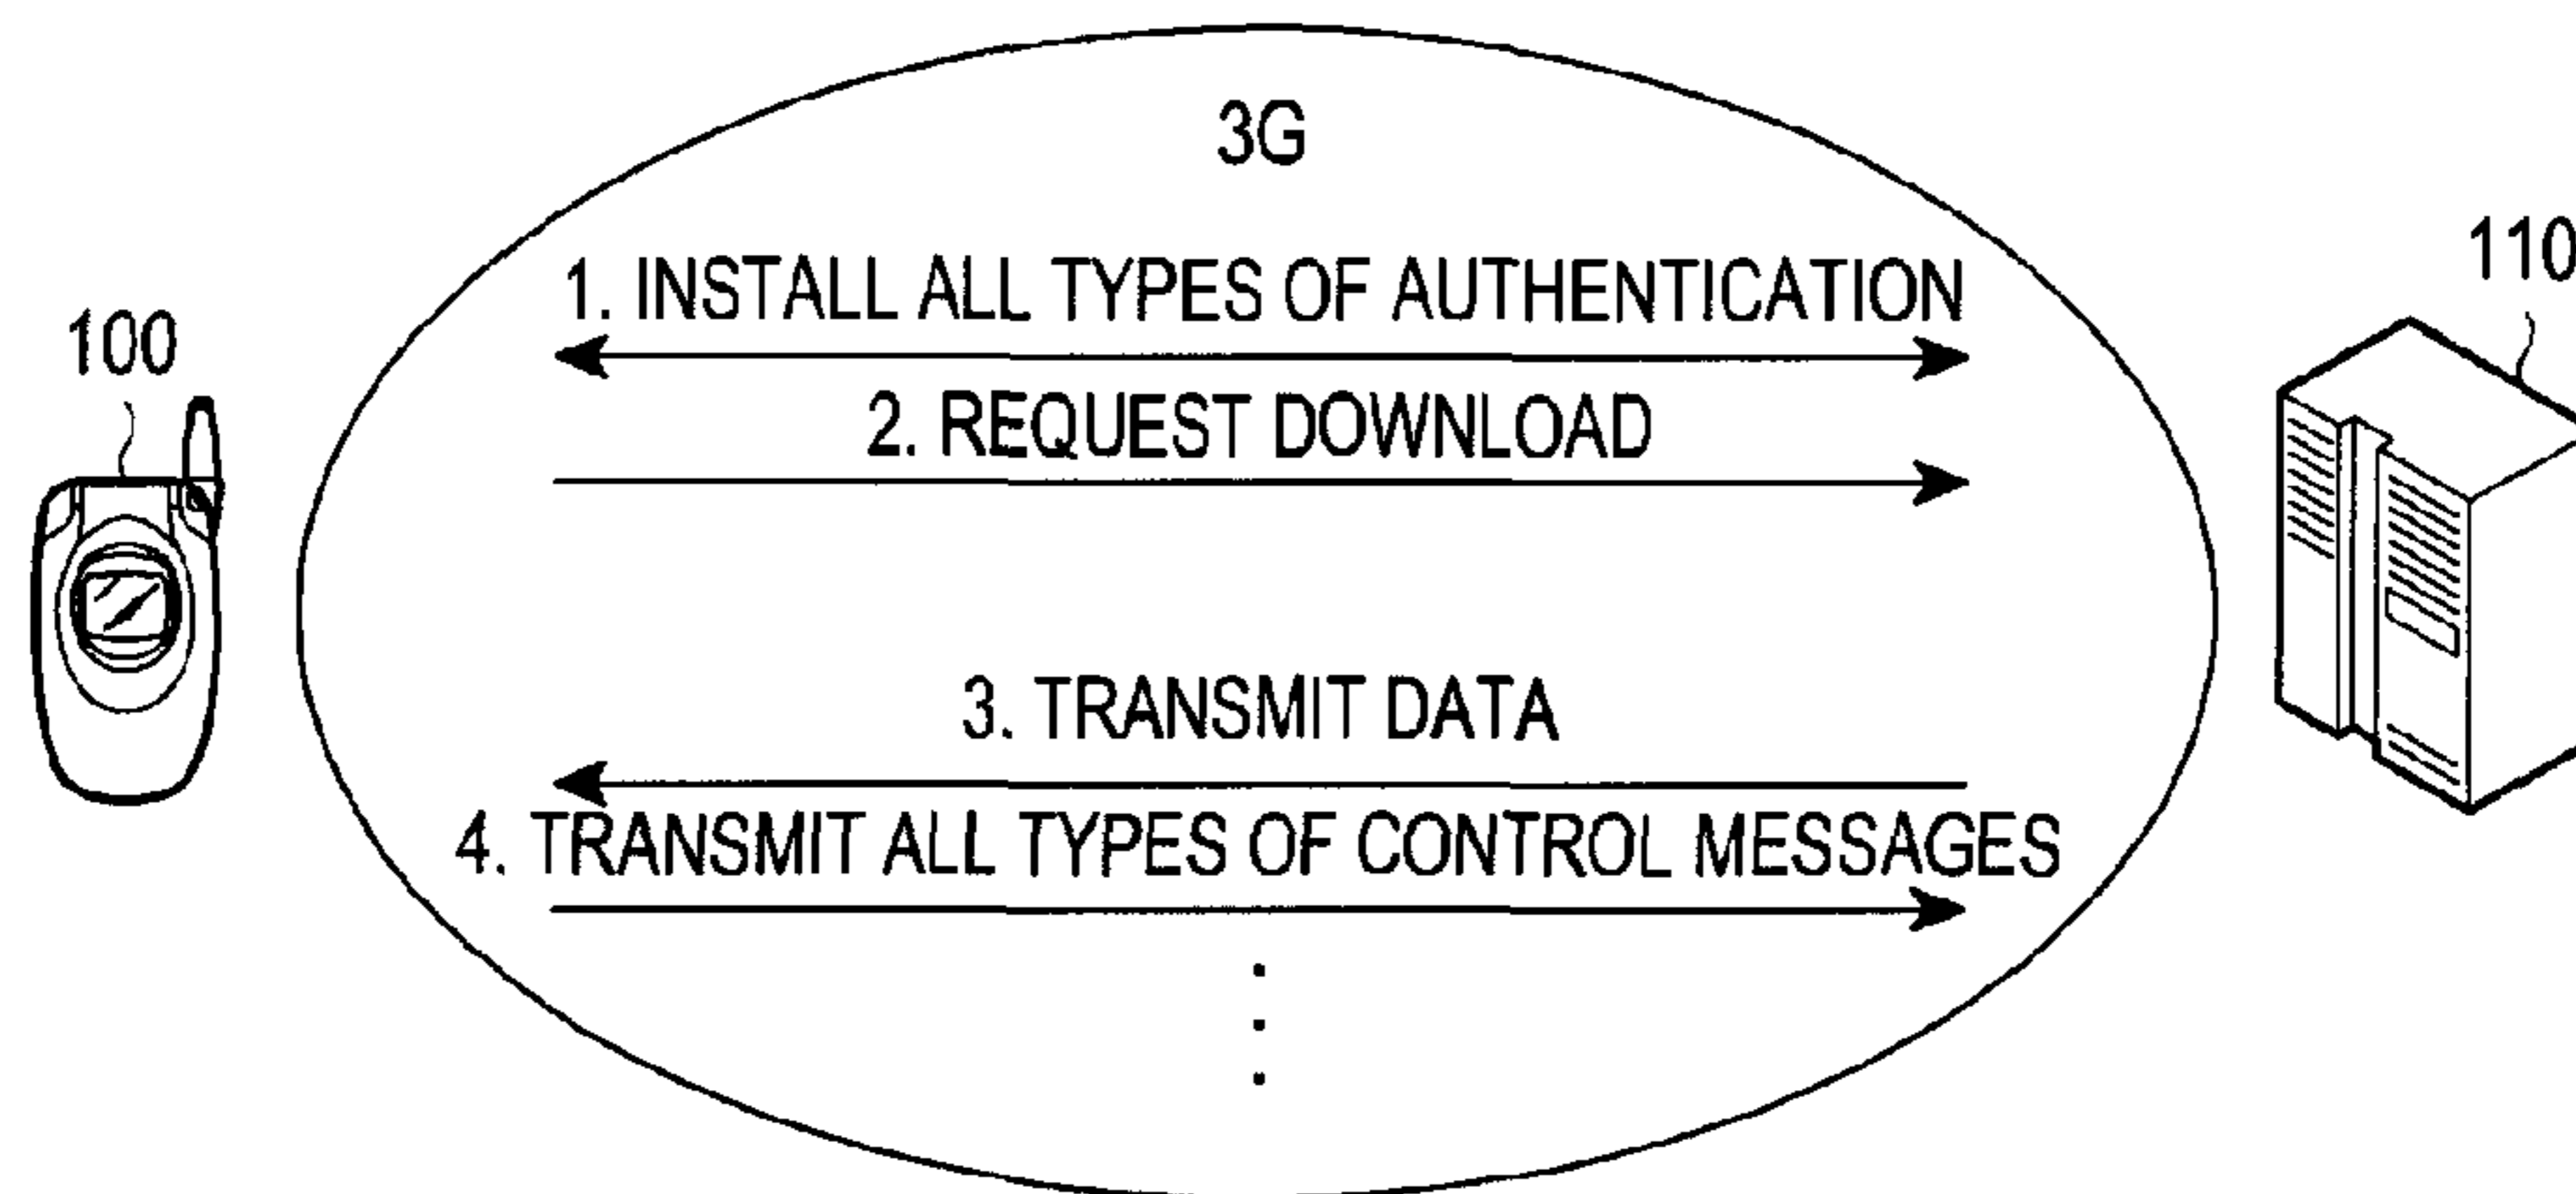 3G
110
1. INSTALL ALL TYPES OF AUTHENTICATION
100
2. REQUEST DOWNLOAD
3. TRANSMIT DATA
4. TRANSMIT ALL TYPES OF CONTROL MESSAGES